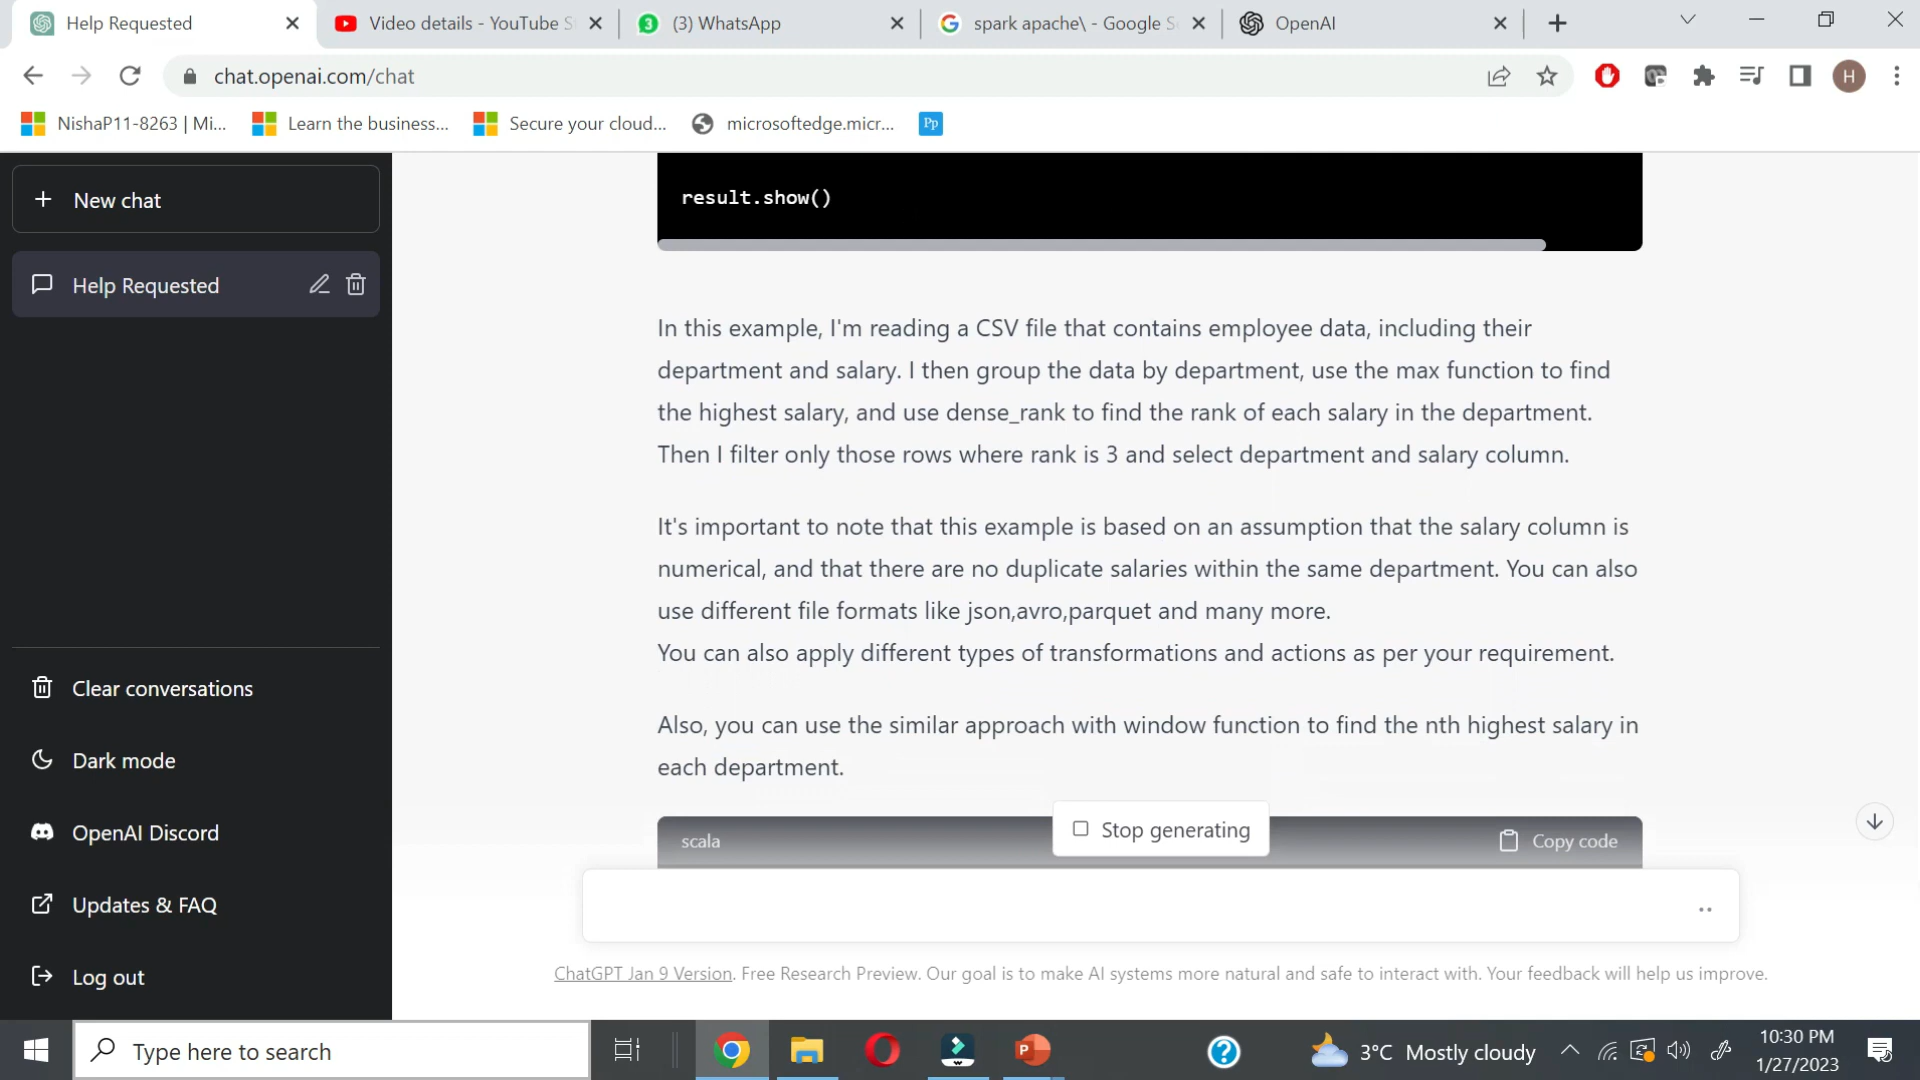 Help Requested
Video details - YouTube S
3
(3) WhatsApp
G
spark apache\ - Google S
OpenAI
chat.openai.com/chat
H
NishaP11-8263 | Mi...
Learn the business...
Secure your cloud...
microsoftedge.micr...
Pp
New chat
Help Requested
Clear conversations
Dark mode
OpenAI Discord
Updates & FAQ
Log out
result.show()
In this example, I'm reading a CSV file that contains employee data, including their
department and salary. I then group the data by department, use the max function to find
the highest salary, and use dense_rank to find the rank of each salary in the department.
Then I filter only those rows where rank is 3 and select department and salary column.
It's important to note that this example is based on an assumption that the salary column is
numerical, and that there are no duplicate salaries within the same department. You can also
use different file formats like json,avro,parquet and many more.
You can also apply different types of transformations and actions as per your requirement.
Also, you can use the similar approach with window function to find the nth highest salary in
each department.
scala
Stop generating
Copy code
ChatGPT Jan 9 Version. Free Research Preview. Our goal is to make AI systems more natural and safe to interact with. Your feedback will help us improve.
Type here to search
P
?
3°C Mostly cloudy
10:30 PM
1/27/2023